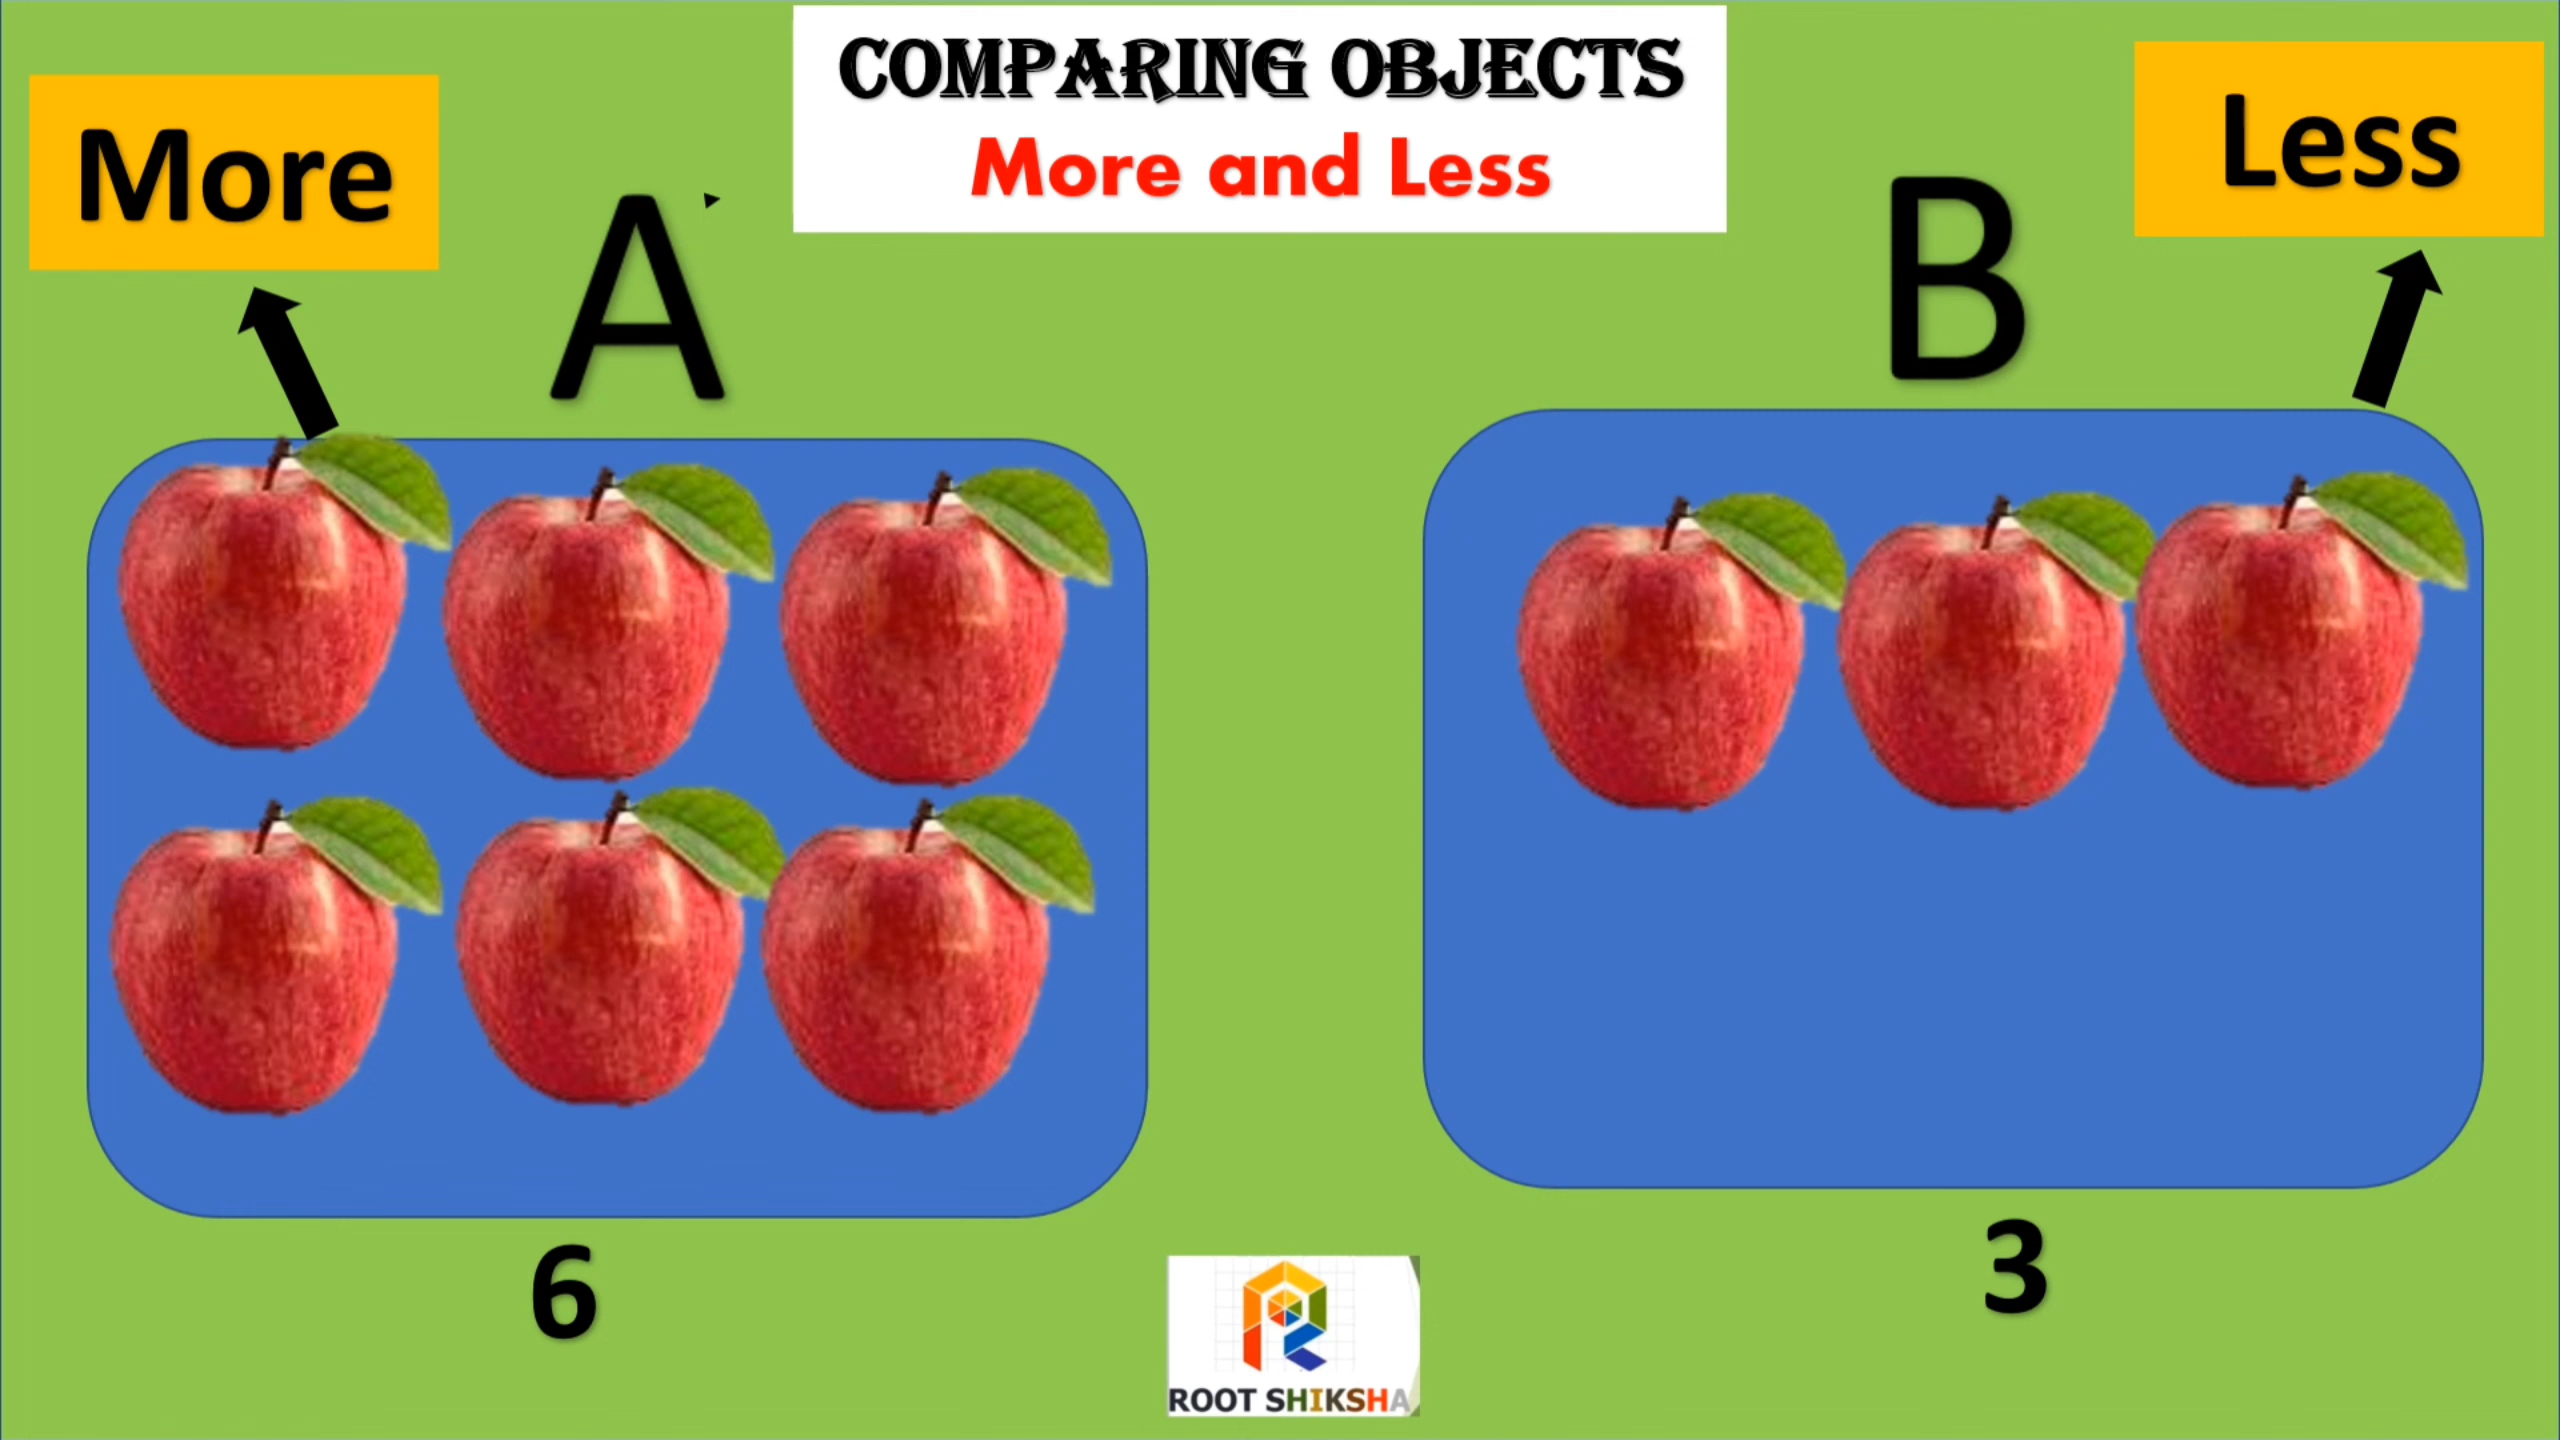 COMPARING OBJECTS
More and Less
More
Less
A
B
6
3
ROOT SHIKSHA